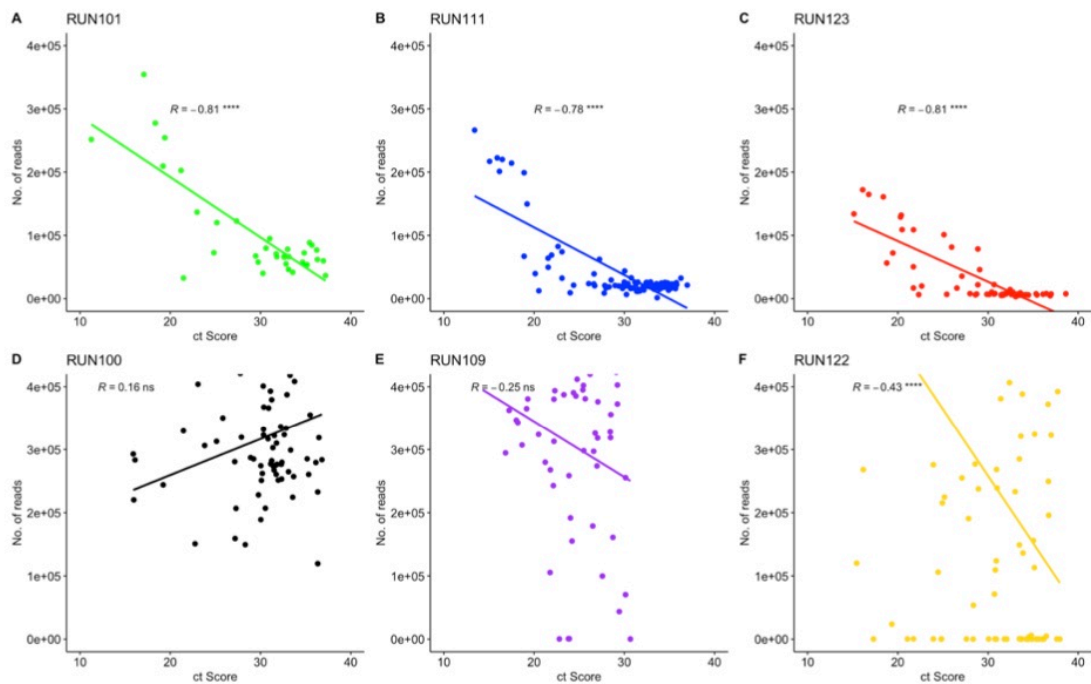 A RUN101
4e+05
3e+05
2e+05
1e+05
0e+00
No. of reads
R = −0.81 ****
10 20 30 40
ct Score
B RUN111
4e+05
3e+05
2e+05
1e+05
0e+00
No. of reads
R = −0.78 ****
10 20 30 40
ct Score
C RUN123
4e+05
3e+05
2e+05
1e+05
0e+00
No. of reads
R = −0.81 ****
10 20 30 40
ct Score
D RUN100
4e+05
3e+05
2e+05
1e+05
0e+00
No. of reads
R = 0.16 ns
10 20 30 40
ct Score
E RUN109
4e+05
3e+05
2e+05
1e+05
0e+00
No. of reads
R = −0.25 ns
10 20 30 40
ct Score
F RUN122
4e+05
3e+05
2e+05
1e+05
0e+00
No. of reads
R = −0.43 ****
10 20 30 40
ct Score